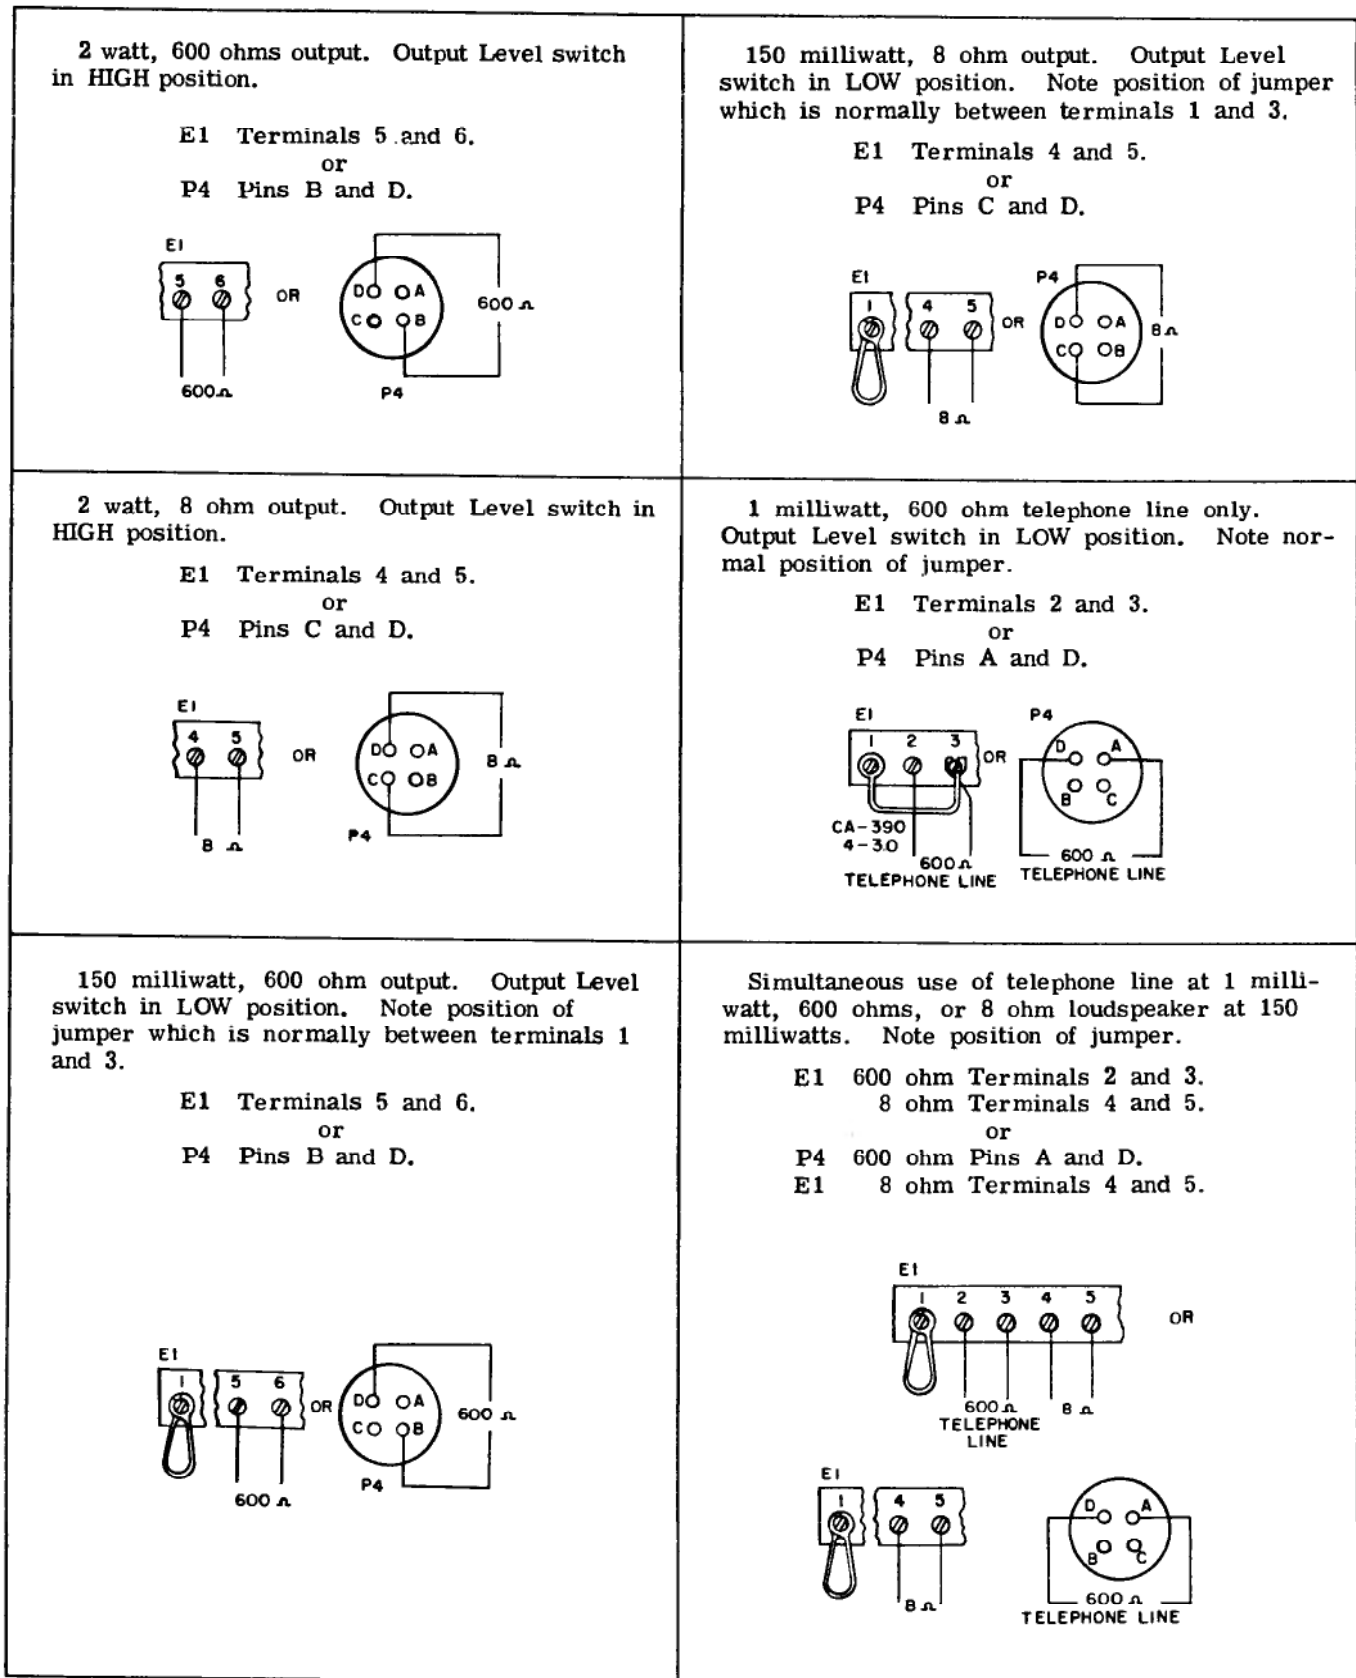 2 watt, 600 ohms output. Output Level switch
in HIGH position.
E1 Terminals 5 and 6.
or
P4 Pins B and D.
E1
5 6
OR
D A
C B
600 Ω
600 Ω
P4
150 milliwatt, 8 ohm output. Output Level
switch in LOW position. Note position of jumper
which is normally between terminals 1 and 3.
E1 Terminals 4 and 5.
or
P4 Pins C and D.
E1
P4
1 4 5
OR
D A
C B
8 Ω
8 Ω
2 watt, 8 ohm output. Output Level switch in
HIGH position.
E1 Terminals 4 and 5.
or
P4 Pins C and D.
E1
4 5
OR
D A
C B
8 Ω
8 Ω
P4
1 milliwatt, 600 ohm telephone line only.
Output Level switch in LOW position. Note nor-
mal position of jumper.
E1 Terminals 2 and 3.
or
P4 Pins A and D.
E1
P4
1 2 3
OR
D A
B C
CA-390
4-30
600 Ω
TELEPHONE LINE
600 Ω
TELEPHONE LINE
150 milliwatt, 600 ohm output. Output Level
switch in LOW position. Note position of
jumper which is normally between terminals 1
and 3.
E1 Terminals 5 and 6.
or
P4 Pins B and D.
E1
1 5 6
OR
D A
C B
600 Ω
600 Ω
P4
Simultaneous use of telephone line at 1 milli-
watt, 600 ohms, or 8 ohm loudspeaker at 150
milliwatts. Note position of jumper.
E1 600 ohm Terminals 2 and 3.
8 ohm Terminals 4 and 5.
or
P4 600 ohm Pins A and D.
E1 8 ohm Terminals 4 and 5.
E1
1 2 3 4 5
OR
600 Ω
TELEPHONE
LINE
8 Ω
E1
1 4 5
8 Ω
D A
B C
600 Ω
TELEPHONE LINE